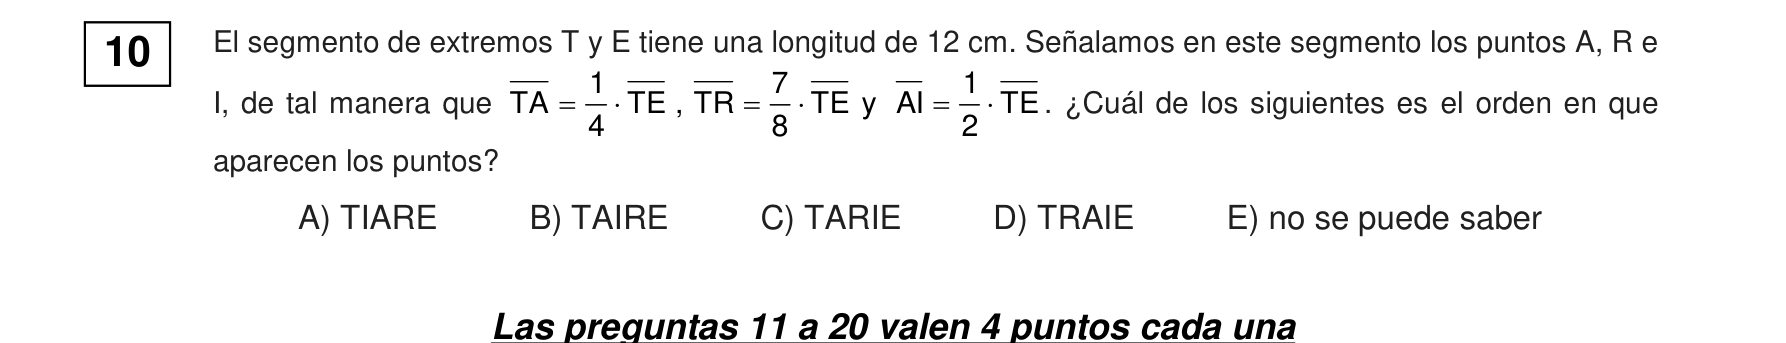 10
El segmento de extremos T y E tiene una longitud de 12 cm. Señalamos en este segmento los puntos A, R e
I, de tal manera que $\overline{TA} = \frac{1}{4} \cdot \overline{TE}$, $\overline{TR} = \frac{7}{8} \cdot \overline{TE}$ y $\overline{AI} = \frac{1}{2} \cdot \overline{TE}$. ¿Cuál de los siguientes es el orden en que
aparecen los puntos?
A) TIARE B) TAIRE C) TARIE D) TRAIE E) no se puede saber
Las preguntas 11 a 20 valen 4 puntos cada una